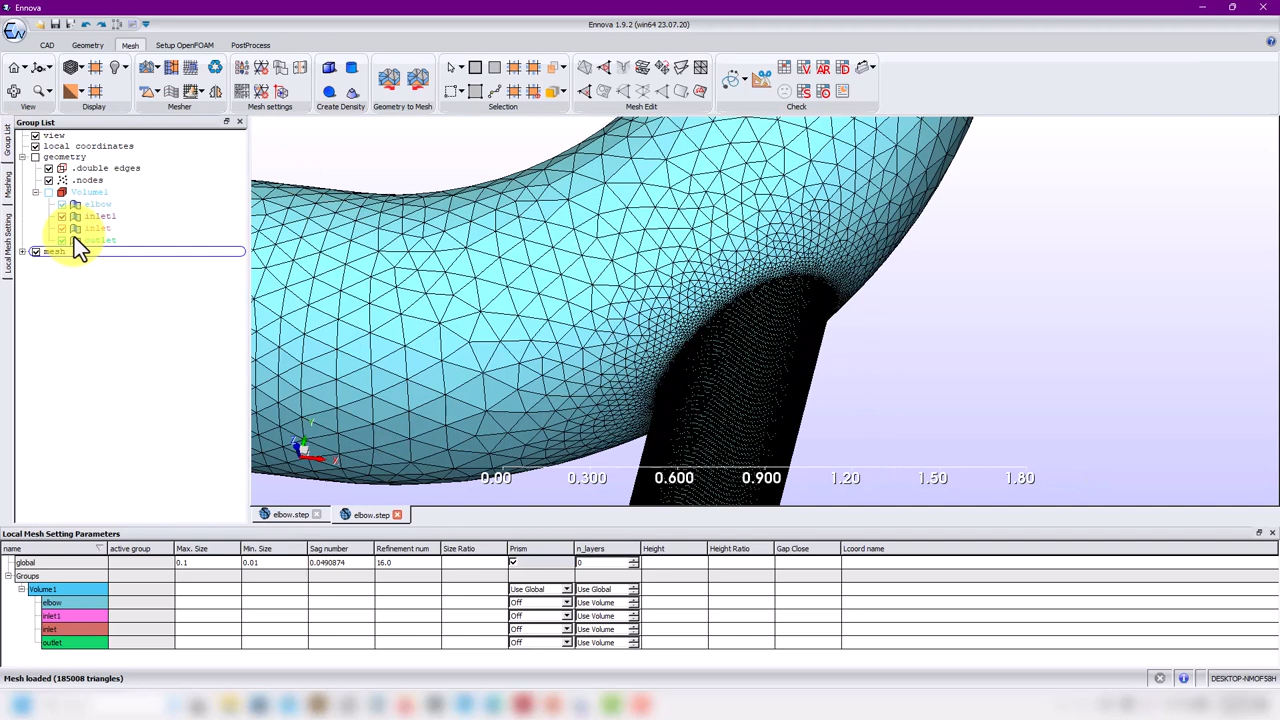 Ennova
Ennova 1.9.2 (win64 23.07.20)
CAD Geometry Mesh Setup OpenFOAM PostProcess
View Display Mesher Mesh settings Create Density Geometry to Mesh Selection Mesh Edit Check
Group List
view
local coordinates
geometry
.double edges
.nodes
Volume1
elbow
inlet1
inlet
outlet
mesh
Group List
Meshing
Local Mesh Setting
Y
Z
X
0.00 0.300 0.600 0.900 1.20 1.50 1.80
elbow.step elbow.step
Local Mesh Setting Parameters
name active group Max. Size Min. Size Sag number Refinement num Size Ratio Prism n_layers Height Height Ratio Gap Close Lcoord name
global 0.1 0.01 0.0490874 16.0 0
Groups
Volume1 Use Global Use Global
elbow Off Use Volume
inlet1 Off Use Volume
inlet Off Use Volume
outlet Off Use Volume
Mesh loaded (185008 triangles) DESKTOP-NMOF58H